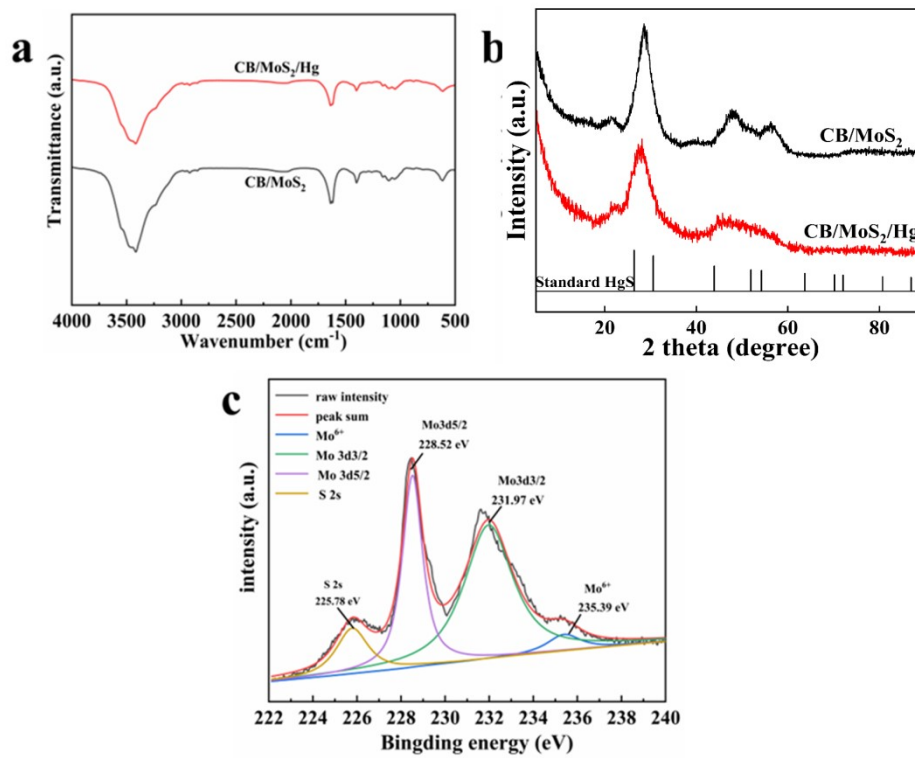 a
CB/MoS2/Hg
CB/MoS2
Transmittance (a.u.)
4000 3500 3000 2500 2000 1500 1000 500
Wavenumber (cm-1)
b
CB/MoS2
CB/MoS2/Hg
Standard HgS
Intensity (a.u.)
20 40 60 80
2 theta (degree)
c
raw intensity
peak sum
Mo6+
Mo 3d3/2
Mo 3d5/2
S 2s
Mo3d5/2
228.52 eV
Mo3d3/2
231.97 eV
S 2s
225.78 eV
Mo6+
235.39 eV
intensity (a.u.)
222 224 226 228 230 232 234 236 238 240
Bingding energy (eV)